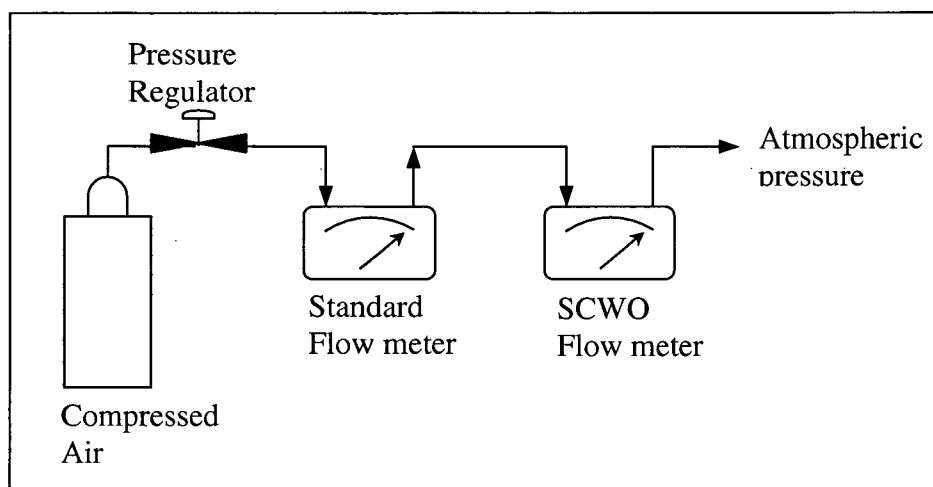 Pressure
Regulator
Atmospheric
pressure
Standard
Flow meter
SCWO
Flow meter
Compressed
Air